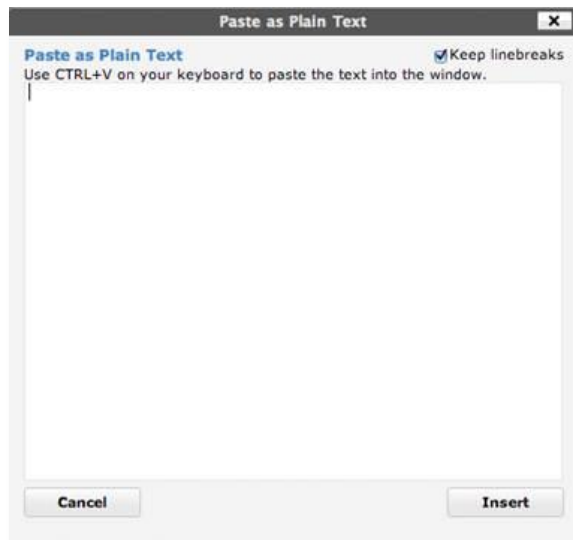 Paste as Plain Text
Paste as Plain Text
Keep linebreaks
Use CTRL+V on your keyboard to paste the text into the window.
Cancel
Insert